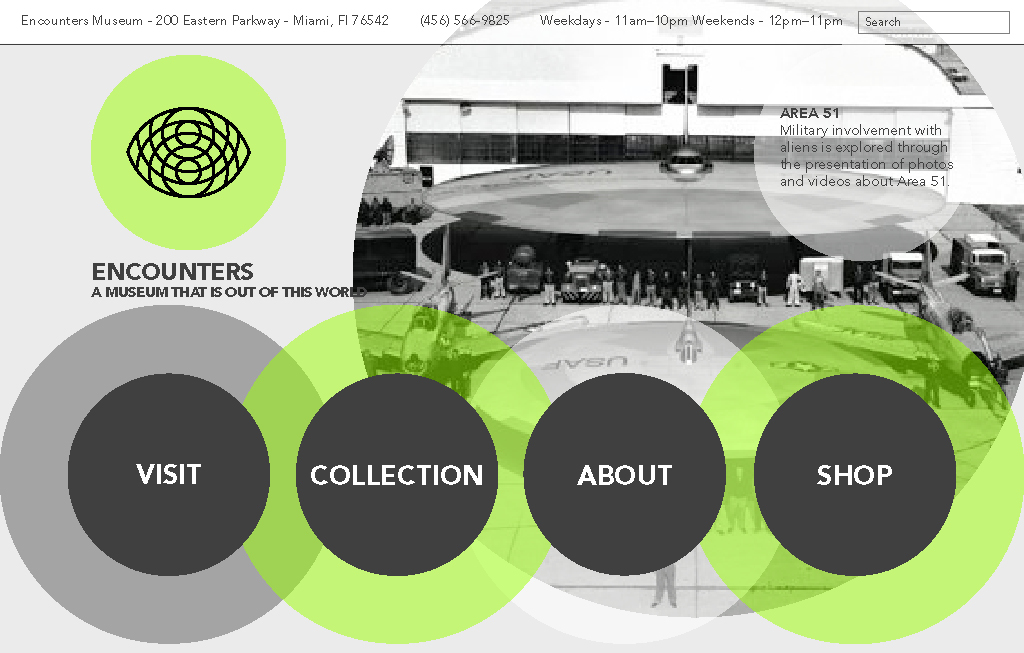 Encounters Museum - 200 Eastern Parkway - Miami, Fl 76542 (456) 566-9825 Weekdays - 11am–10pm Weekends - 12pm–11pm Search
AREA 51
Military involvement with
aliens is explored through
the presentation of photos
and videos about Area 51.
ENCOUNTERS
A MUSEUM THAT IS OUT OF THIS WORLD
USAF
USAF
VISIT COLLECTION ABOUT SHOP